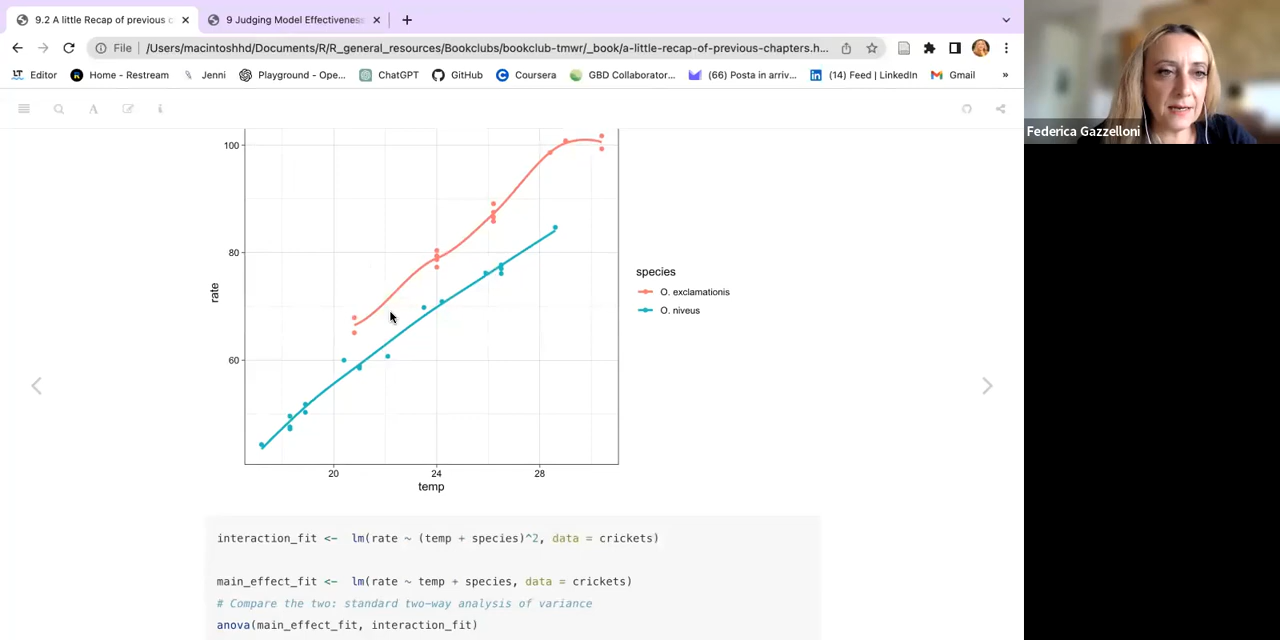 9.2 A little Recap of previous c
9 Judging Model Effectiveness
File
/Users/macintoshhd/Documents/R/R_general_resources/Bookclubs/bookclub-tmwr/_book/a-little-recap-of-previous-chapters.h...
Editor
Home - Restream
Jenni
Playground - Ope...
ChatGPT
GitHub
Coursera
GBD Collaborator...
(66) Posta in arriv...
(14) Feed | LinkedIn
Gmail
»
Federica Gazzelloni
100
80
60
rate
20
24
28
temp
species
O. exclamationis
O. niveus
interaction_fit <- lm(rate ~ (temp + species)^2, data = crickets)
main_effect_fit <- lm(rate ~ temp + species, data = crickets)
# Compare the two: standard two-way analysis of variance
anova(main_effect_fit, interaction_fit)